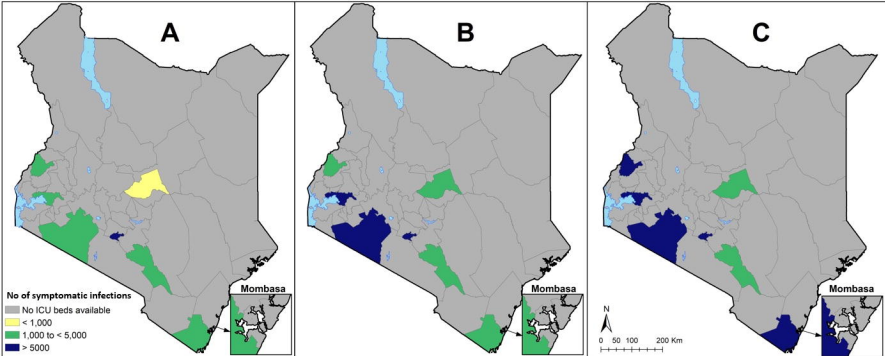 A
B
C
No of symptomatic infections
No ICU beds available
< 1,000
1,000 to < 5,000
> 5000
Mombasa
Mombasa
N
0 50 100 200 Km
Mombasa